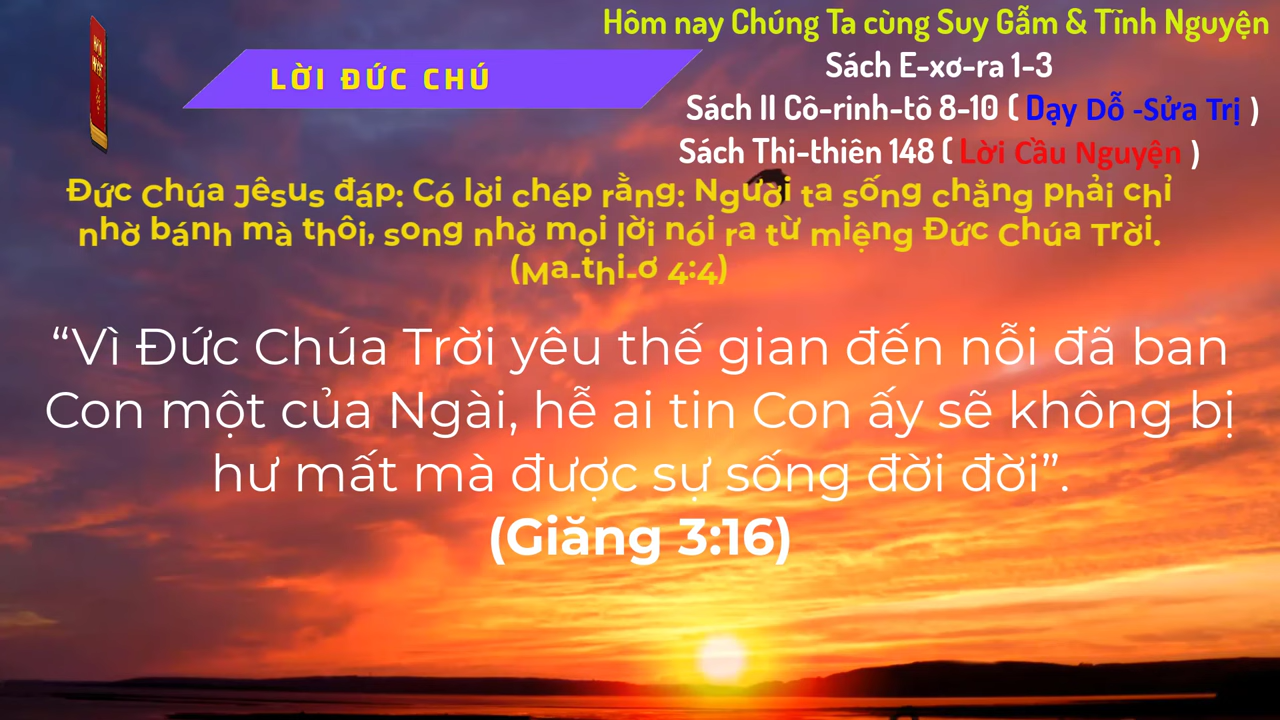 Hôm nay Chúng Ta cùng Suy Gẫm & Tĩnh Nguyện
LỜI ĐỨC CHÚ
Sách E-xơ-ra 1-3
Sách II Cô-rinh-tô 8-10 ( Dạy Dỗ -Sửa Trị )
Sách Thi-thiên 148 ( Lời Cầu Nguyện )
Đức Chúa Jêsus đáp: Có lời chép rằng: Người ta sống chẳng phải chỉ
nhờ bánh mà thôi, song nhờ mọi lời nói ra từ miệng Đức Chúa Trời.
(Ma-thi-ơ 4:4)
“Vì Đức Chúa Trời yêu thế gian đến nỗi đã ban
Con một của Ngài, hễ ai tin Con ấy sẽ không bị
hư mất mà được sự sống đời đời”.
(Giăng 3:16)